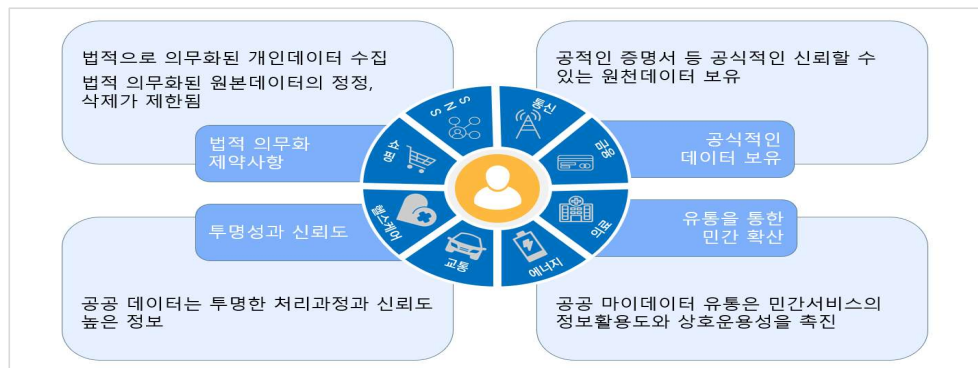 법적으로 의무화된 개인데이터 수집
법적 의무화된 원본데이터의 정정,
삭제가 제한됨
법적 의무화
제약사항
공적인 증명서 등 공식적인 신뢰할 수
있는 원천데이터 보유
공식적인
데이터 보유
SNS
통신
금융
의료
에너지
교통
헬스케어
쇼핑
투명성과 신뢰도
공공 데이터는 투명한 처리과정과 신뢰도
높은 정보
유통을 통한
민간 확산
공공 마이데이터 유통은 민간서비스의
정보활용도와 상호운용성을 촉진